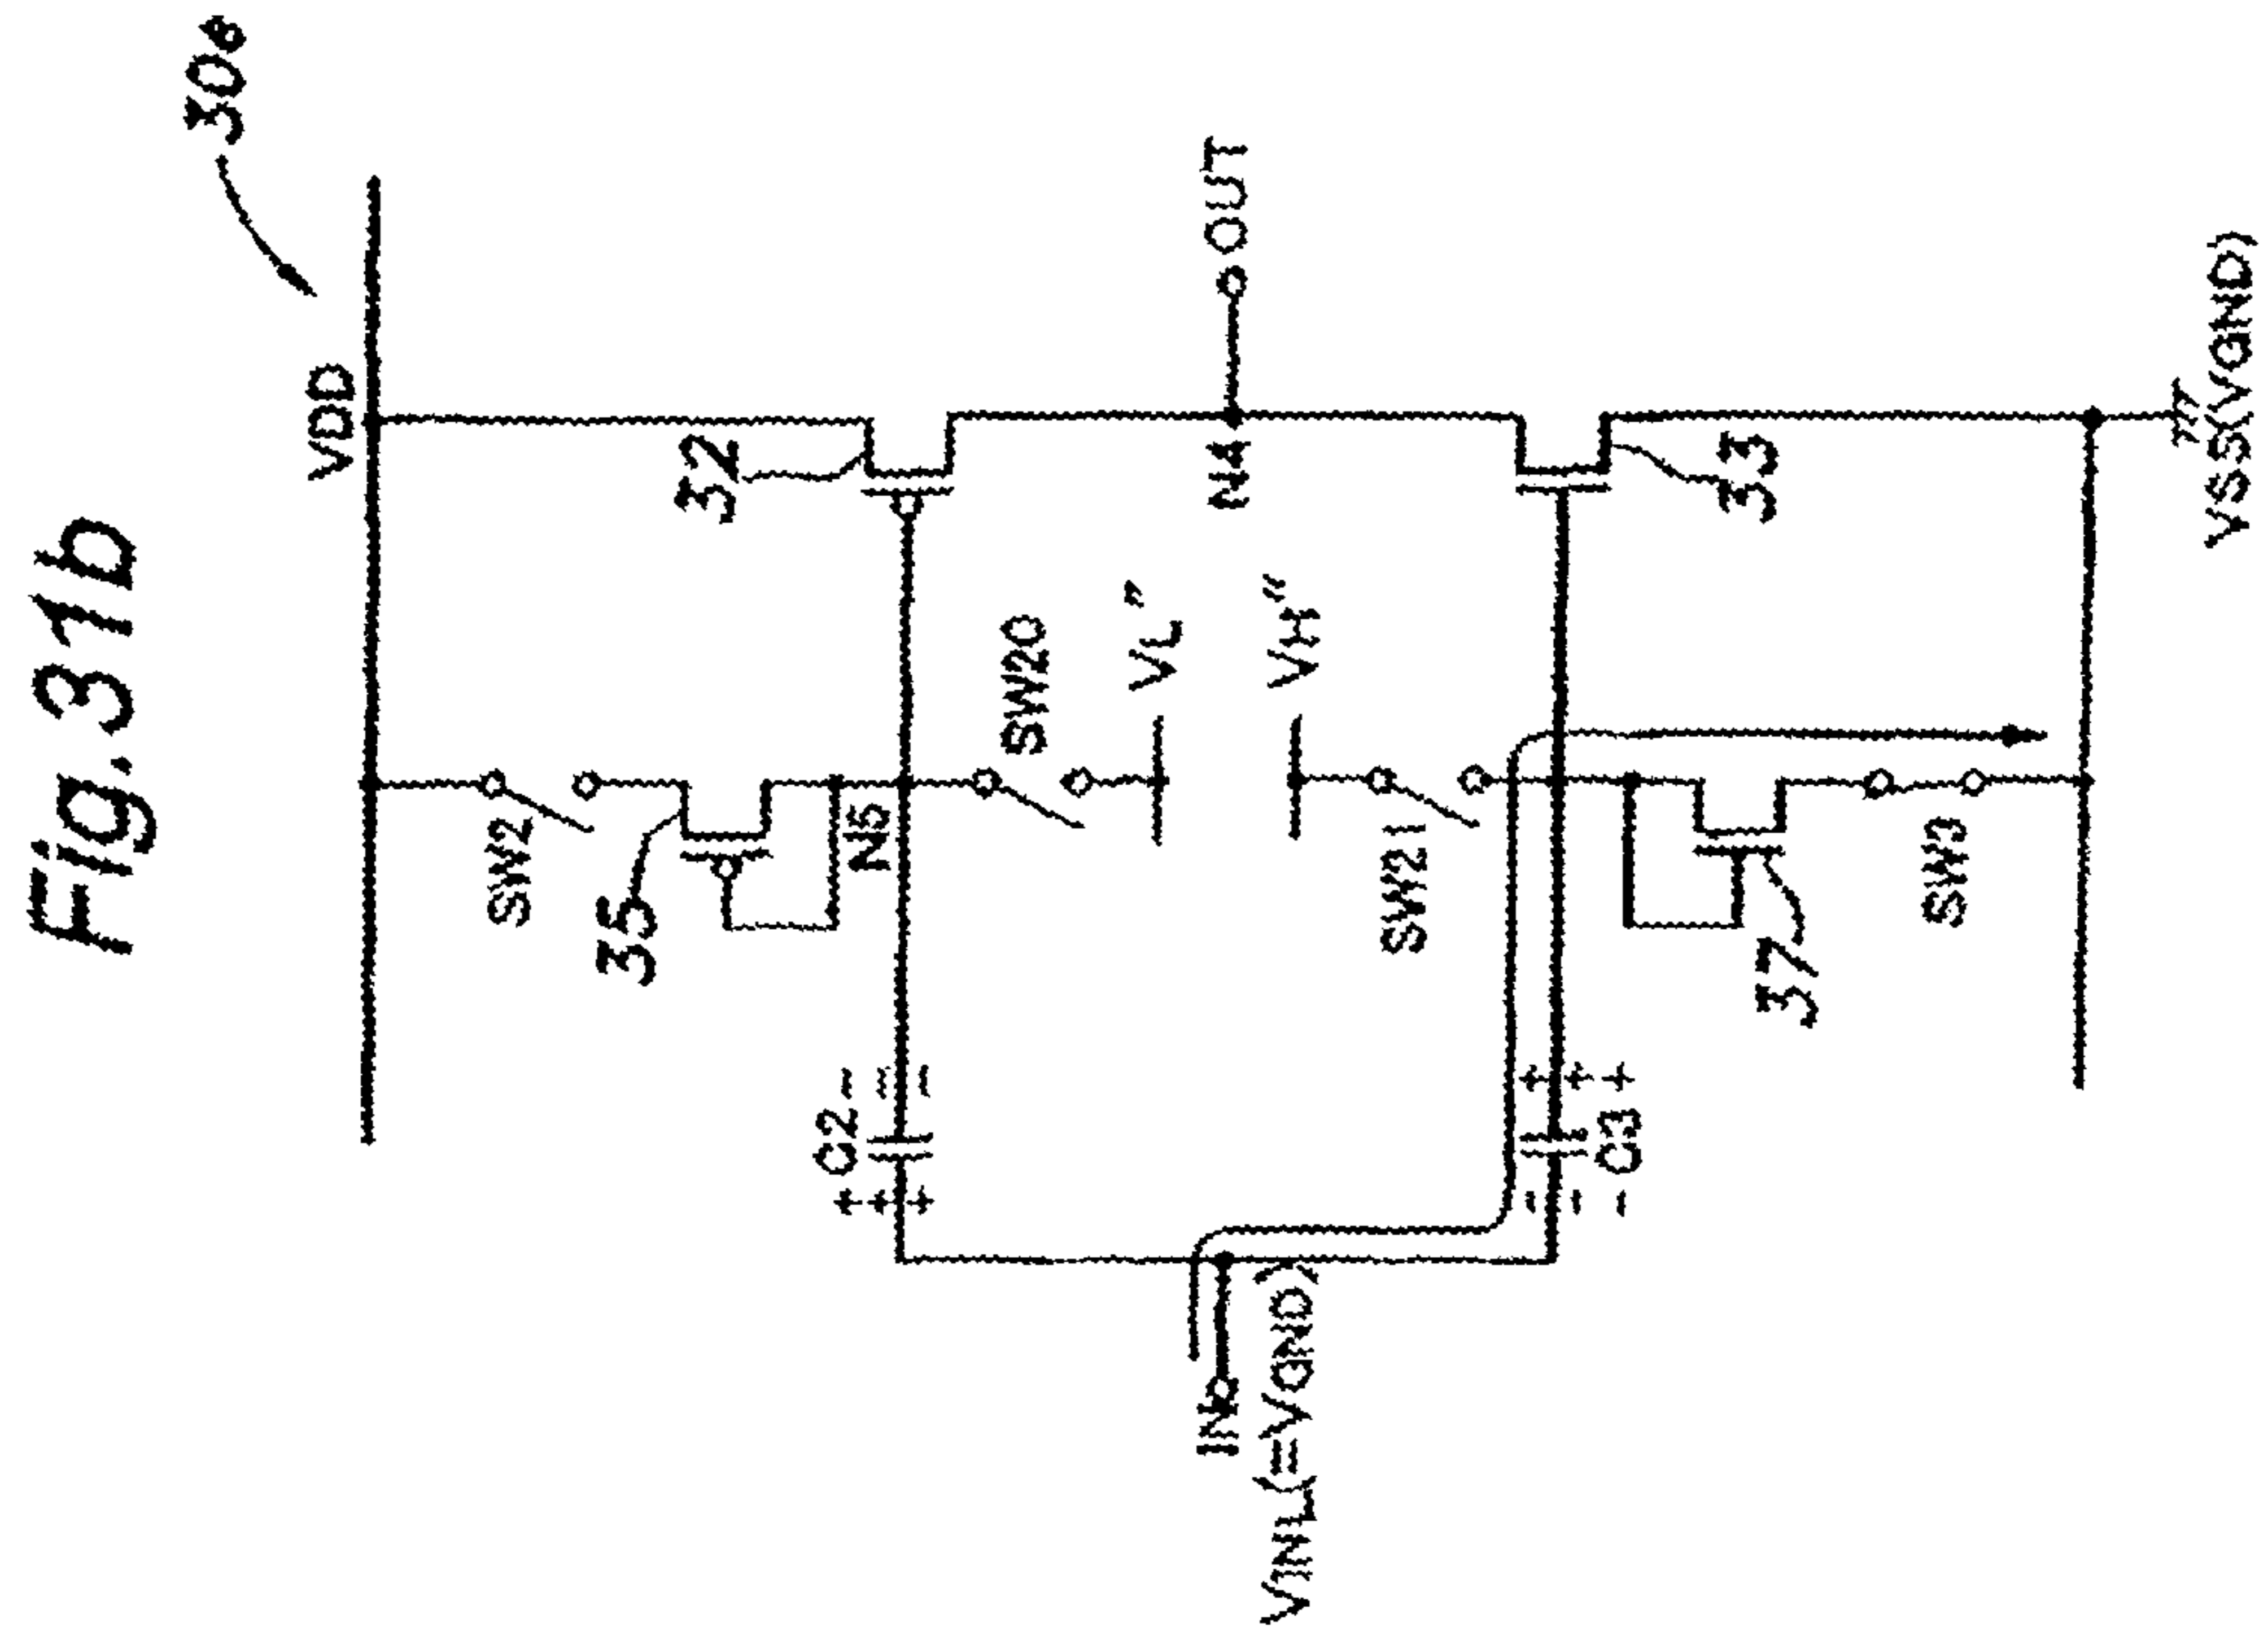 Fig. 31b
30e
VDD
SW2
32
35
N5
C2
- - -
+ + +
SW20
VL"
N4
OUT
VH"
IN
VINL(=VGND)
SW21
+ + +
- - -
C3
33
37
SW3
VSS(VGND)